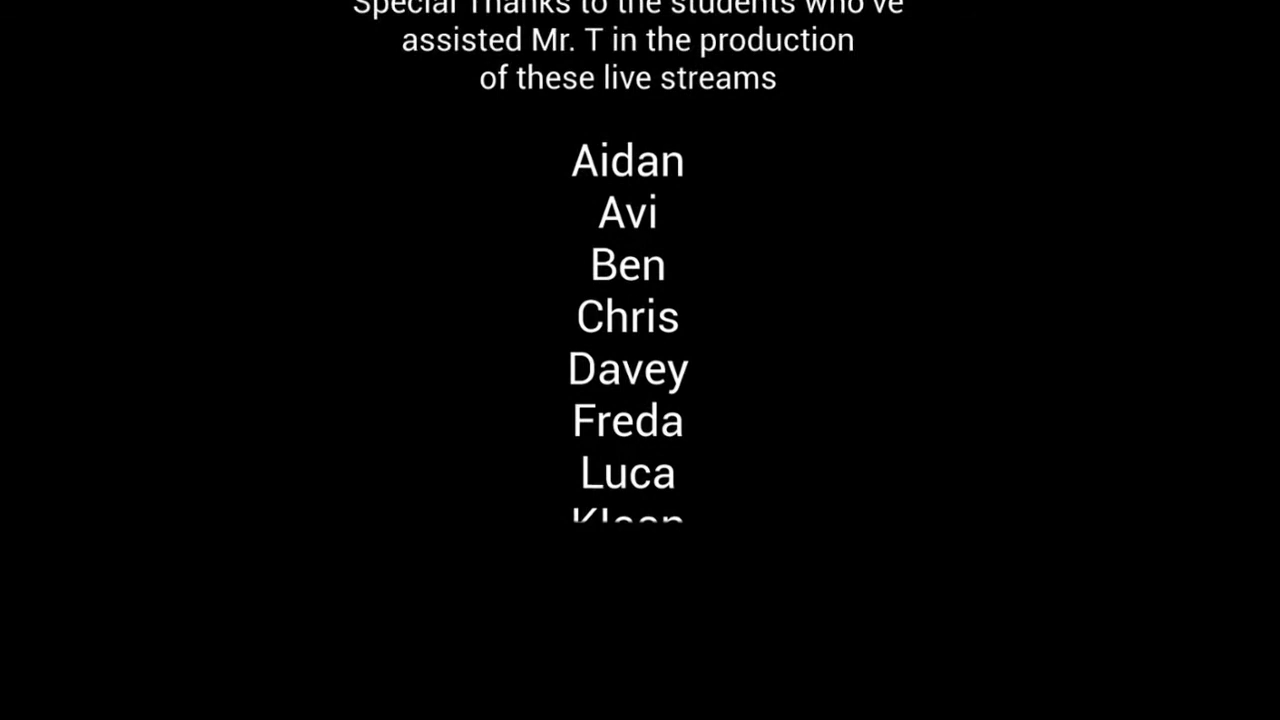 Special Thanks to the students who've
assisted Mr. T in the production
of these live streams
Aidan
Avi
Ben
Chris
Davey
Freda
Luca